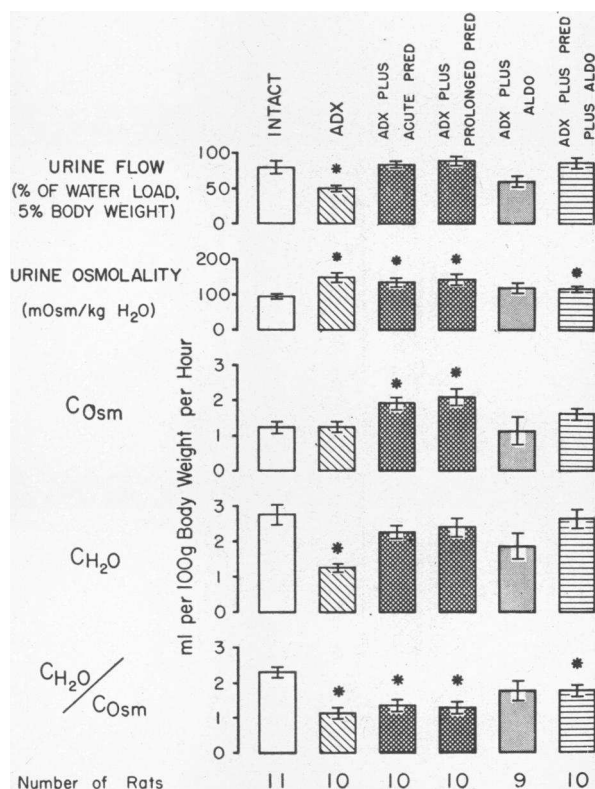 INTACT
ADX
ADX PLUS
ACUTE PRED
ADX PLUS
PROLONGED PRED
ADX PLUS
ALDO
ADX PLUS PRED
PLUS ALDO
URINE FLOW
(% OF WATER LOAD,
5% BODY WEIGHT)
100
50
0
*
URINE OSMOLALITY
(mOsm/kg H₂O)
200
100
0
* * * *
ml per 100g Body Weight per Hour
COsm
3
2
1
0
* *
CH₂O
3
2
1
0
*
CH₂O
COsm
3
2
1
0
* * * *
Number of Rats 11 10 10 10 9 10